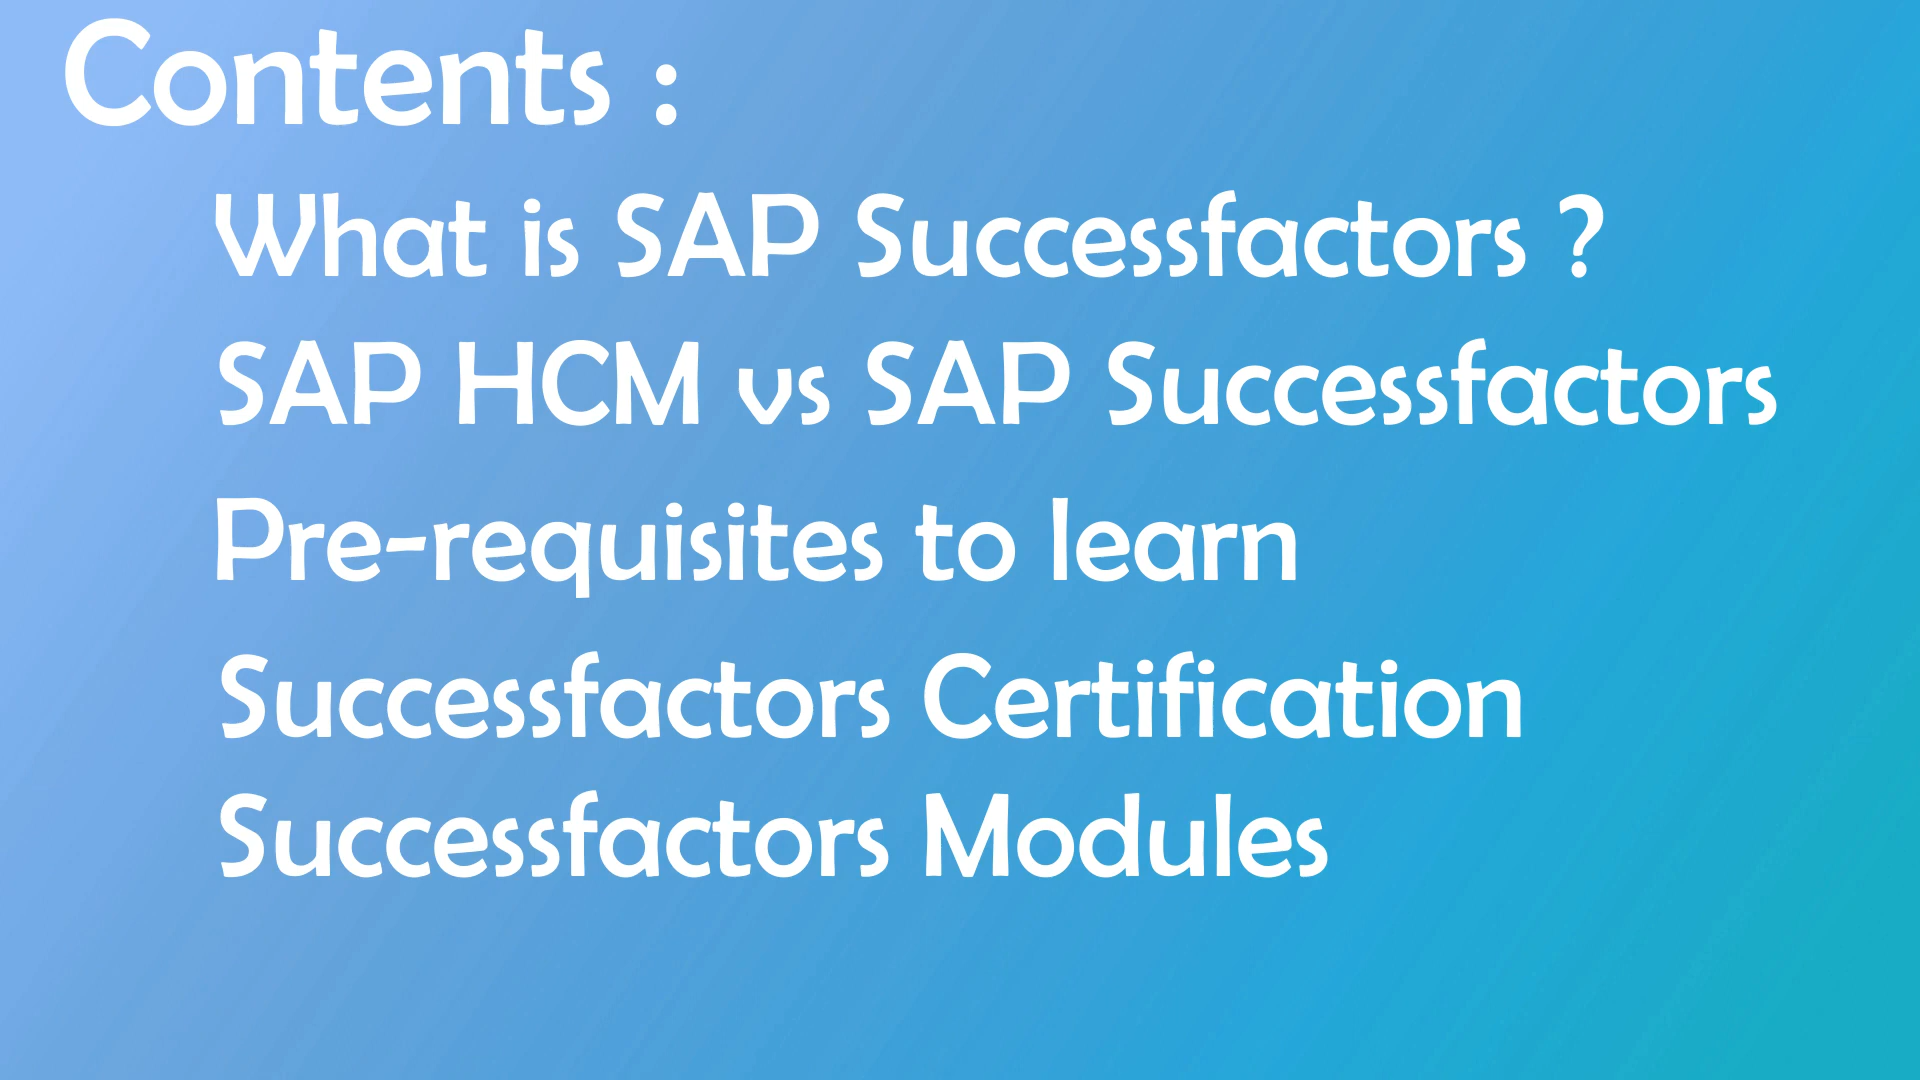 Contents :
What is SAP Successfactors ?
SAP HCM vs SAP Successfactors
Pre-requisites to learn
Successfactors Certification
Successfactors Modules